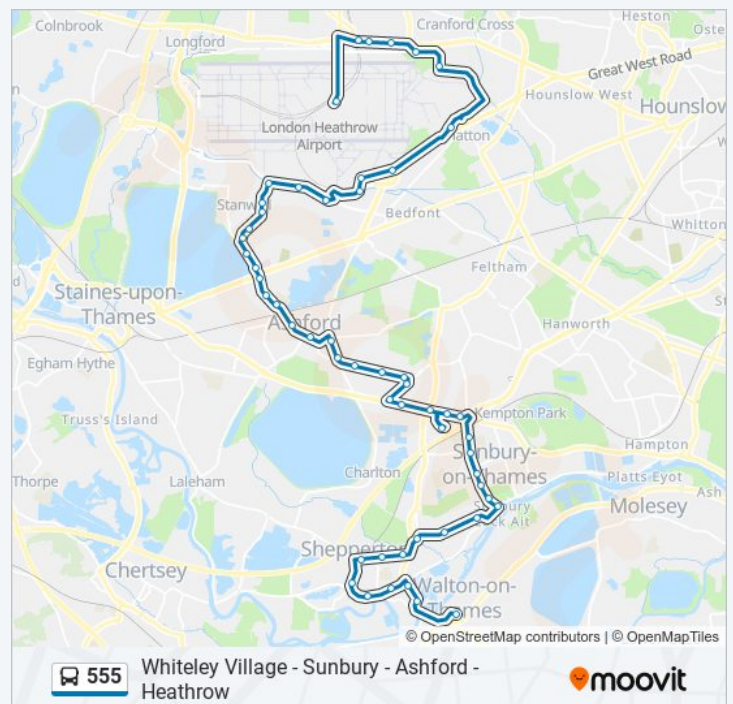 Colnbrook
Longford
Cranford Cross
Heston
Great West Road
Hounslow West
Hounslow
London Heathrow
Airport
Hatton
Stanwell
Bedfont
Whitton
Feltham
Staines-upon-
Thames
Ashford
Hanworth
Egham Hythe
Truss's Island
Kempton Park
Hampton
Sunbury-
on-Thames
Charlton
Thorpe
Laleham
Platts Eyot
Ash
Molesey
Shepperton
Chertsey
Walton-on-
Thames
© OpenStreetMap contributors | © OpenMapTiles
555
Whiteley Village - Sunbury - Ashford -
Heathrow
moovit